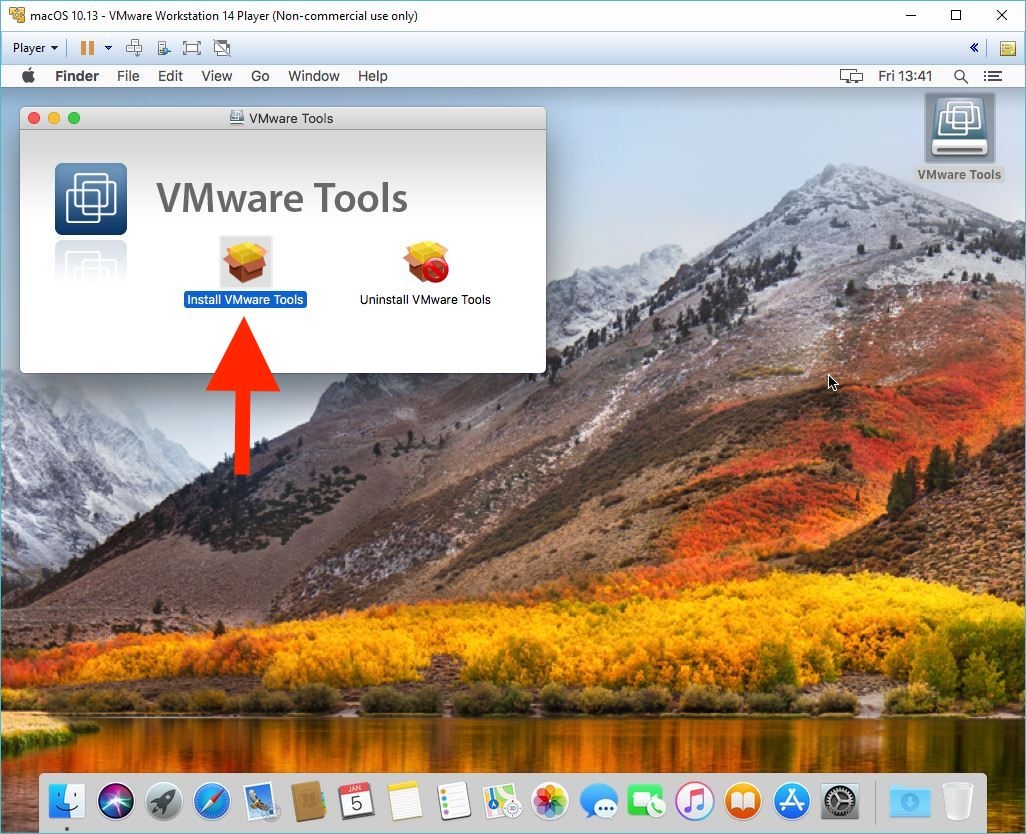 macOS 10.13 - VMware Workstation 14 Player (Non-commercial use only)
Player
Finder File Edit View Go Window Help Fri 13:41
VMware Tools
VMware Tools
VMware Tools
Install VMware Tools Uninstall VMware Tools
JAN
5